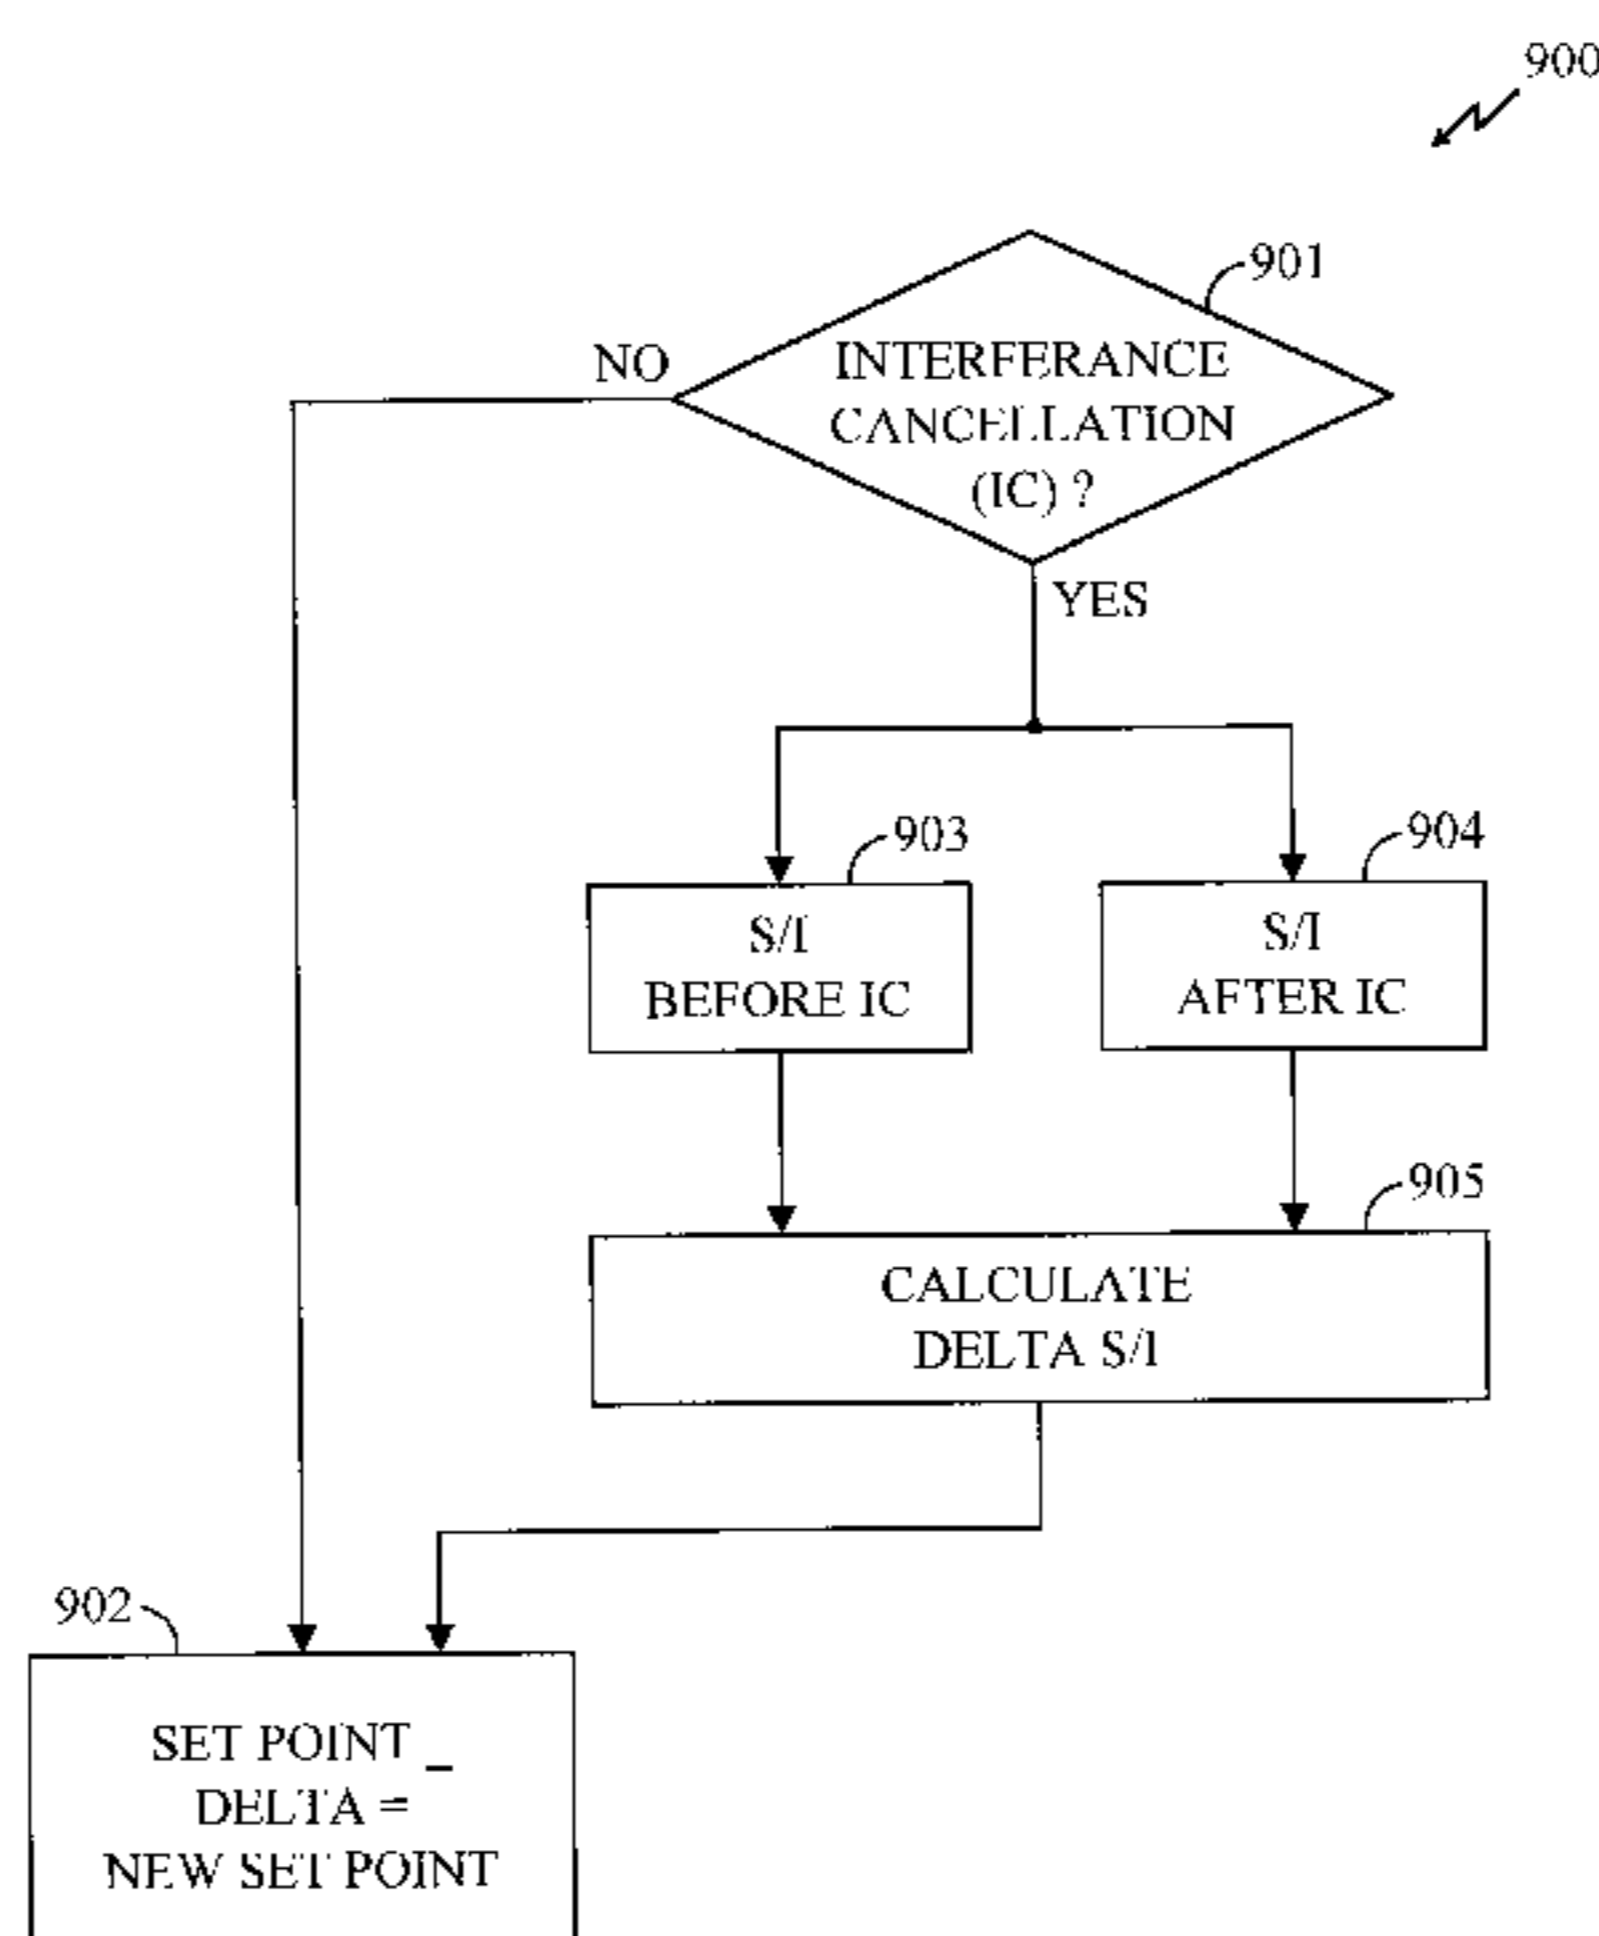 900
901
NO
INTERFERANCE
CANCELLATION
(IC) ?
YES
903
904
S/I
BEFORE IC
S/I
AFTER IC
905
CALCULATE
DELTA S/I
902
SET POINT _
DELTA =
NEW SET POINT